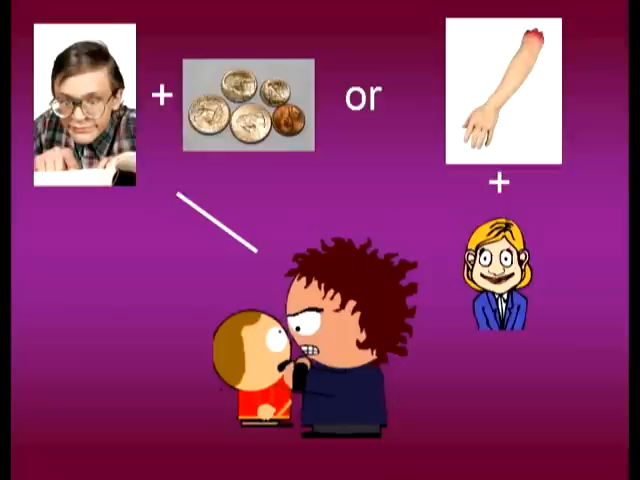 + or
+